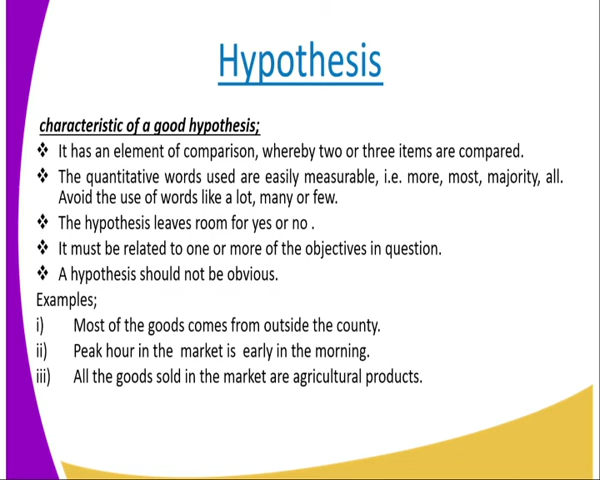 Hypothesis
characteristic of a good hypothesis;
❖ It has an element of comparison, whereby two or three items are compared.
❖ The quantitative words used are easily measurable, i.e. more, most, majority, all.
Avoid the use of words like a lot, many or few.
❖ The hypothesis leaves room for yes or no .
❖ It must be related to one or more of the objectives in question.
❖ A hypothesis should not be obvious.
Examples;
i) Most of the goods comes from outside the county.
ii) Peak hour in the market is early in the morning.
iii) All the goods sold in the market are agricultural products.